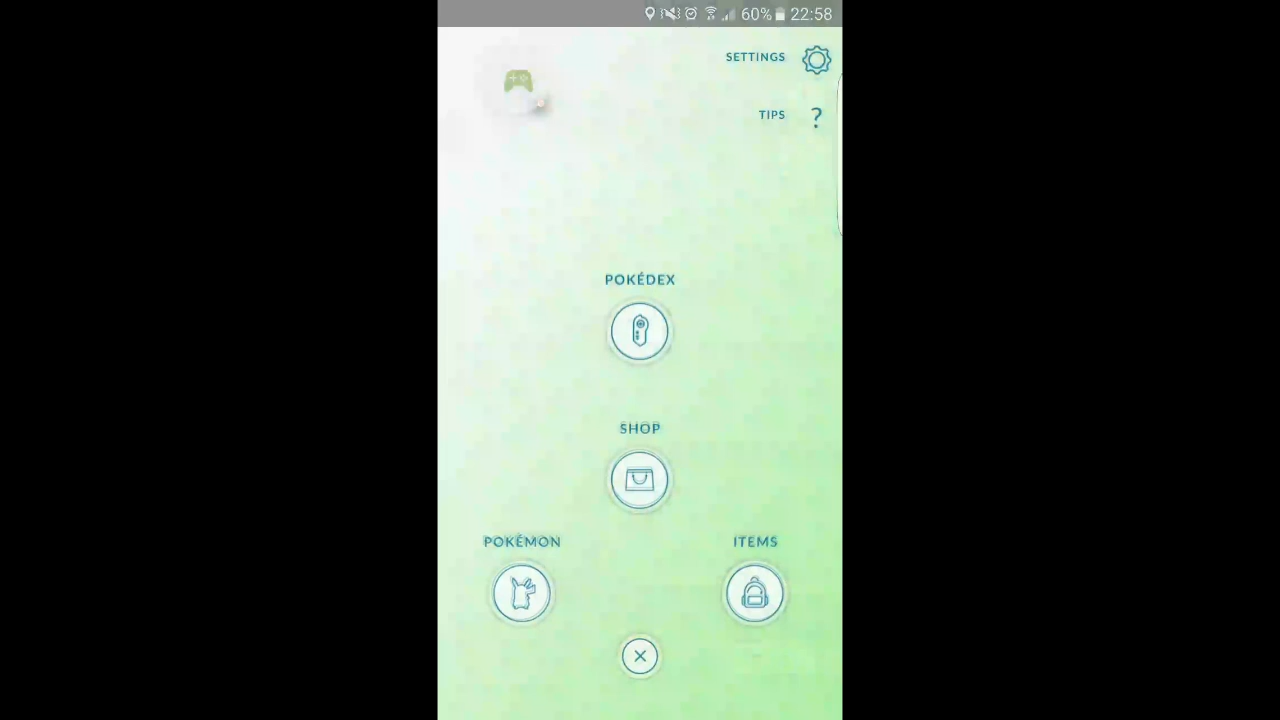 60% 22:58
SETTINGS
TIPS ?
POKÉDEX
SHOP
POKÉMON
ITEMS